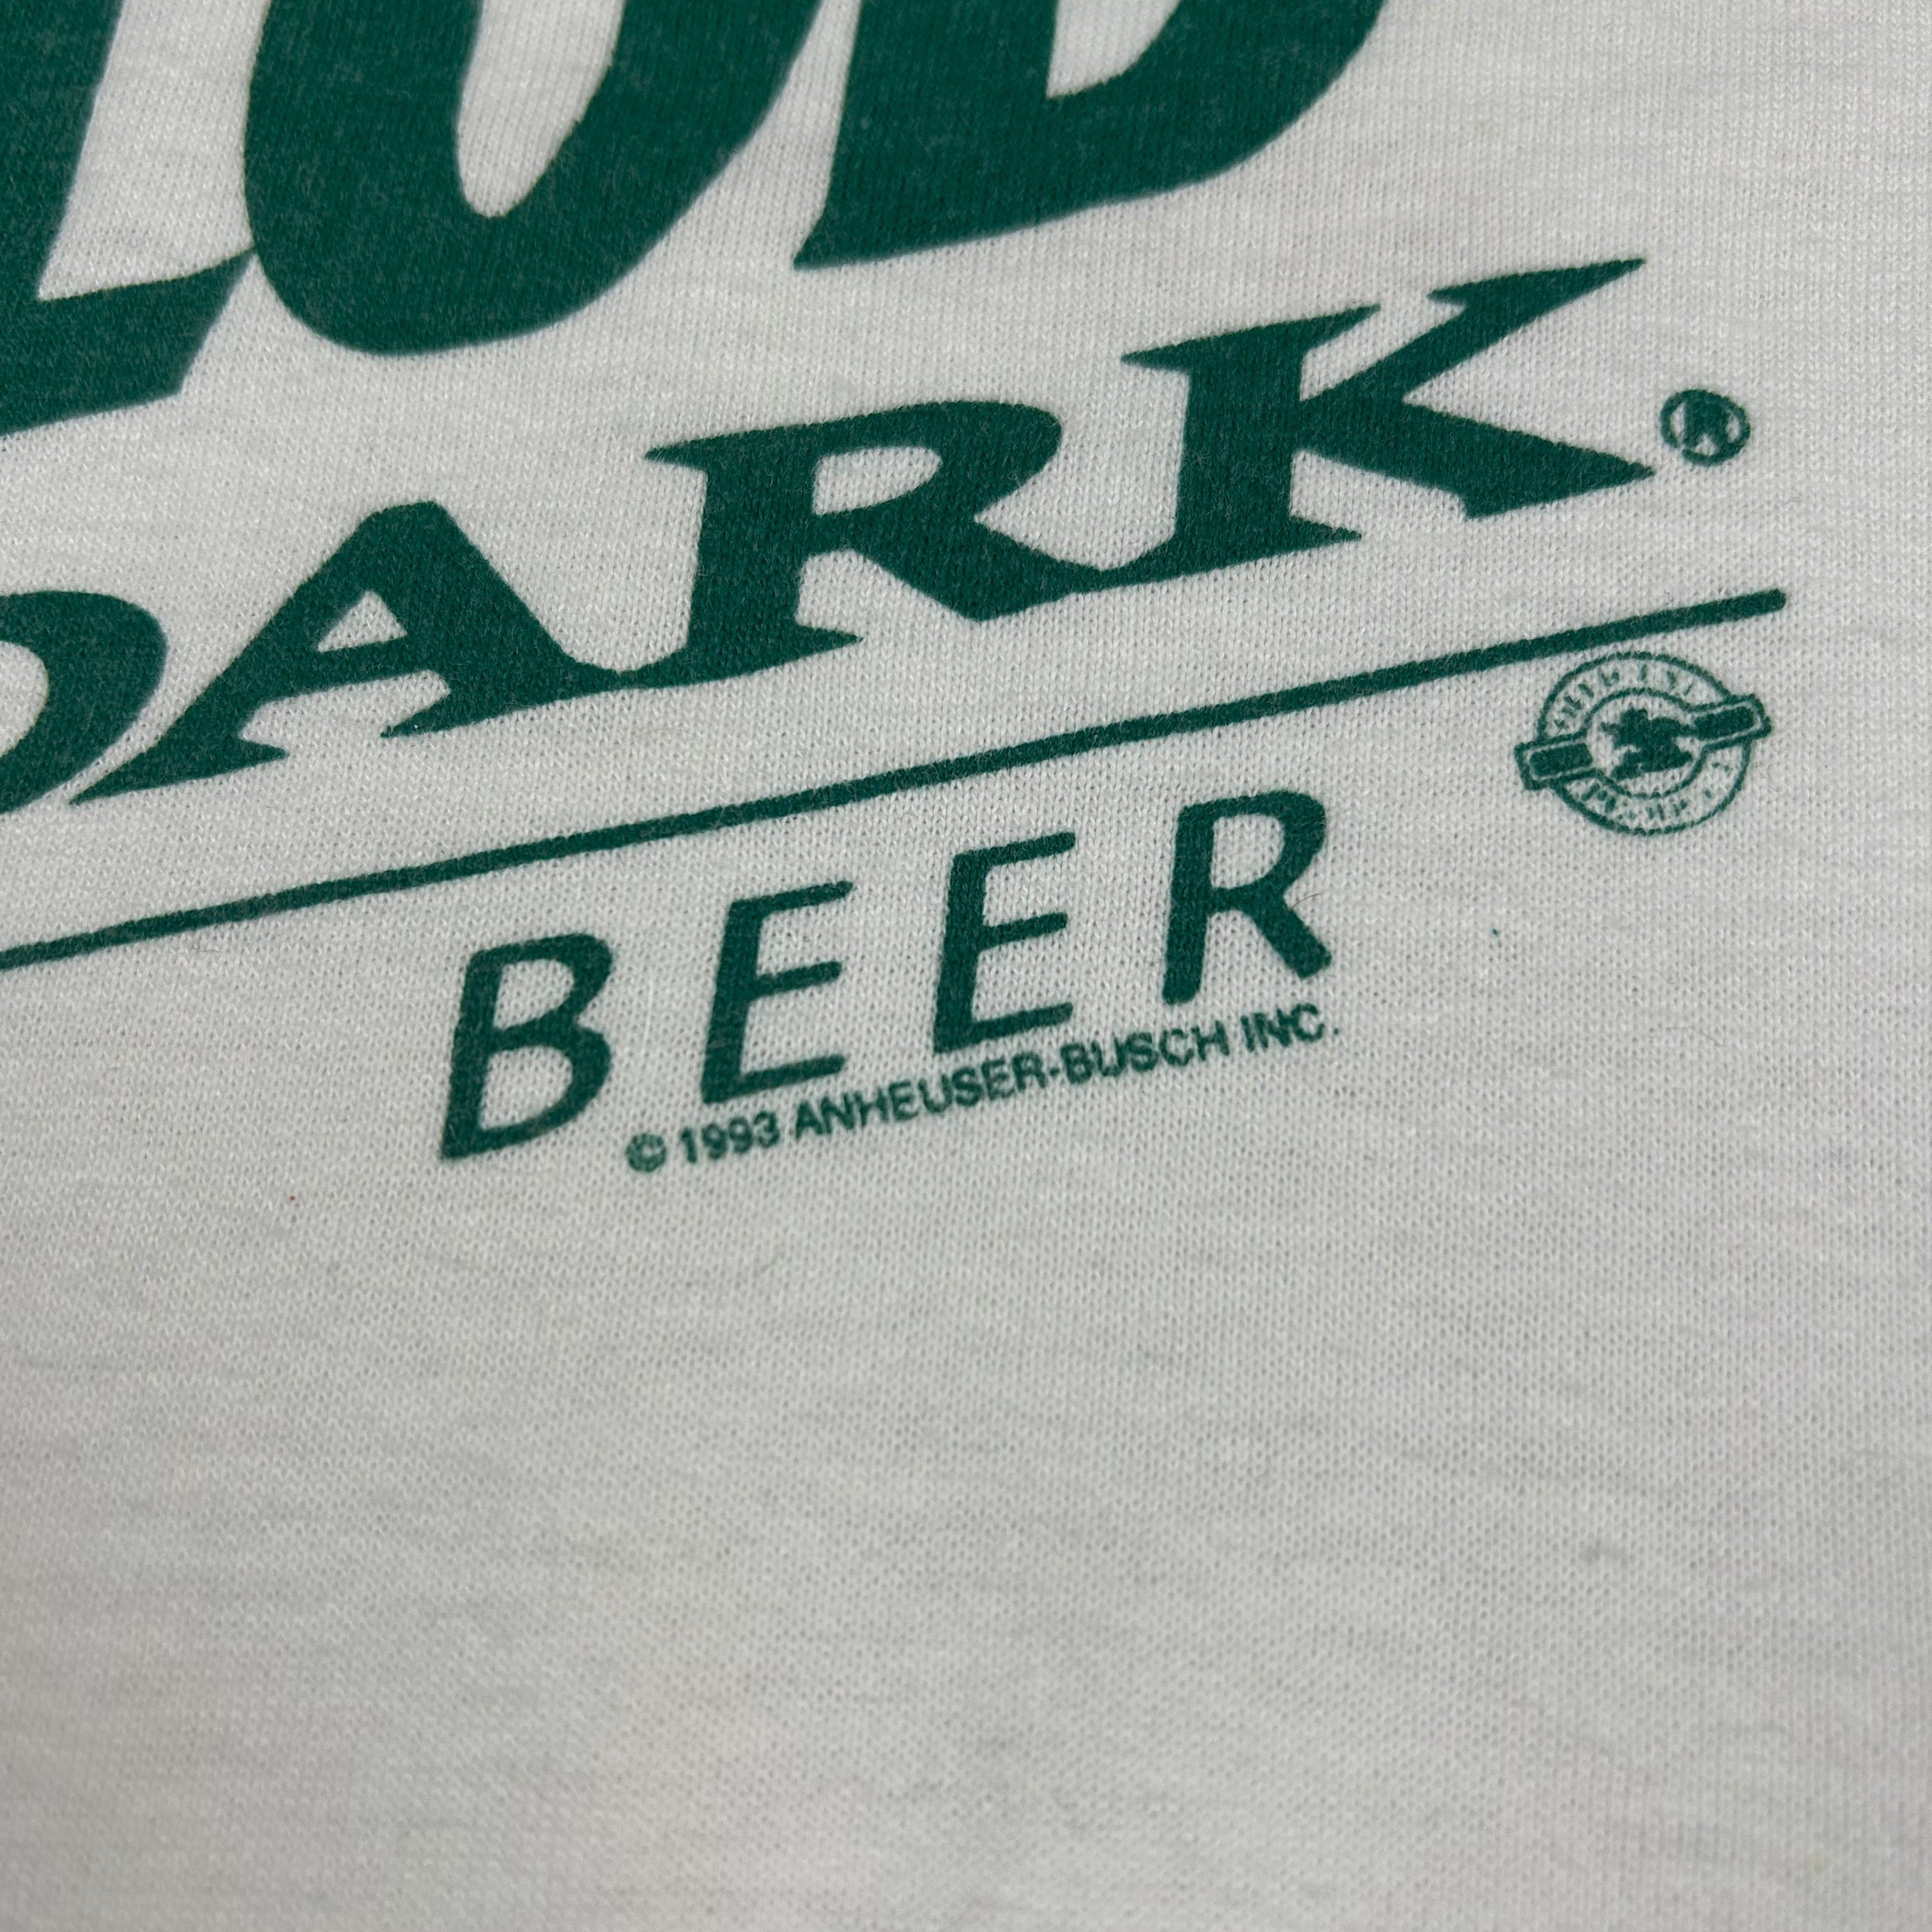 DARK®
BEER
© 1993 ANHEUSER-BUSCH INC.